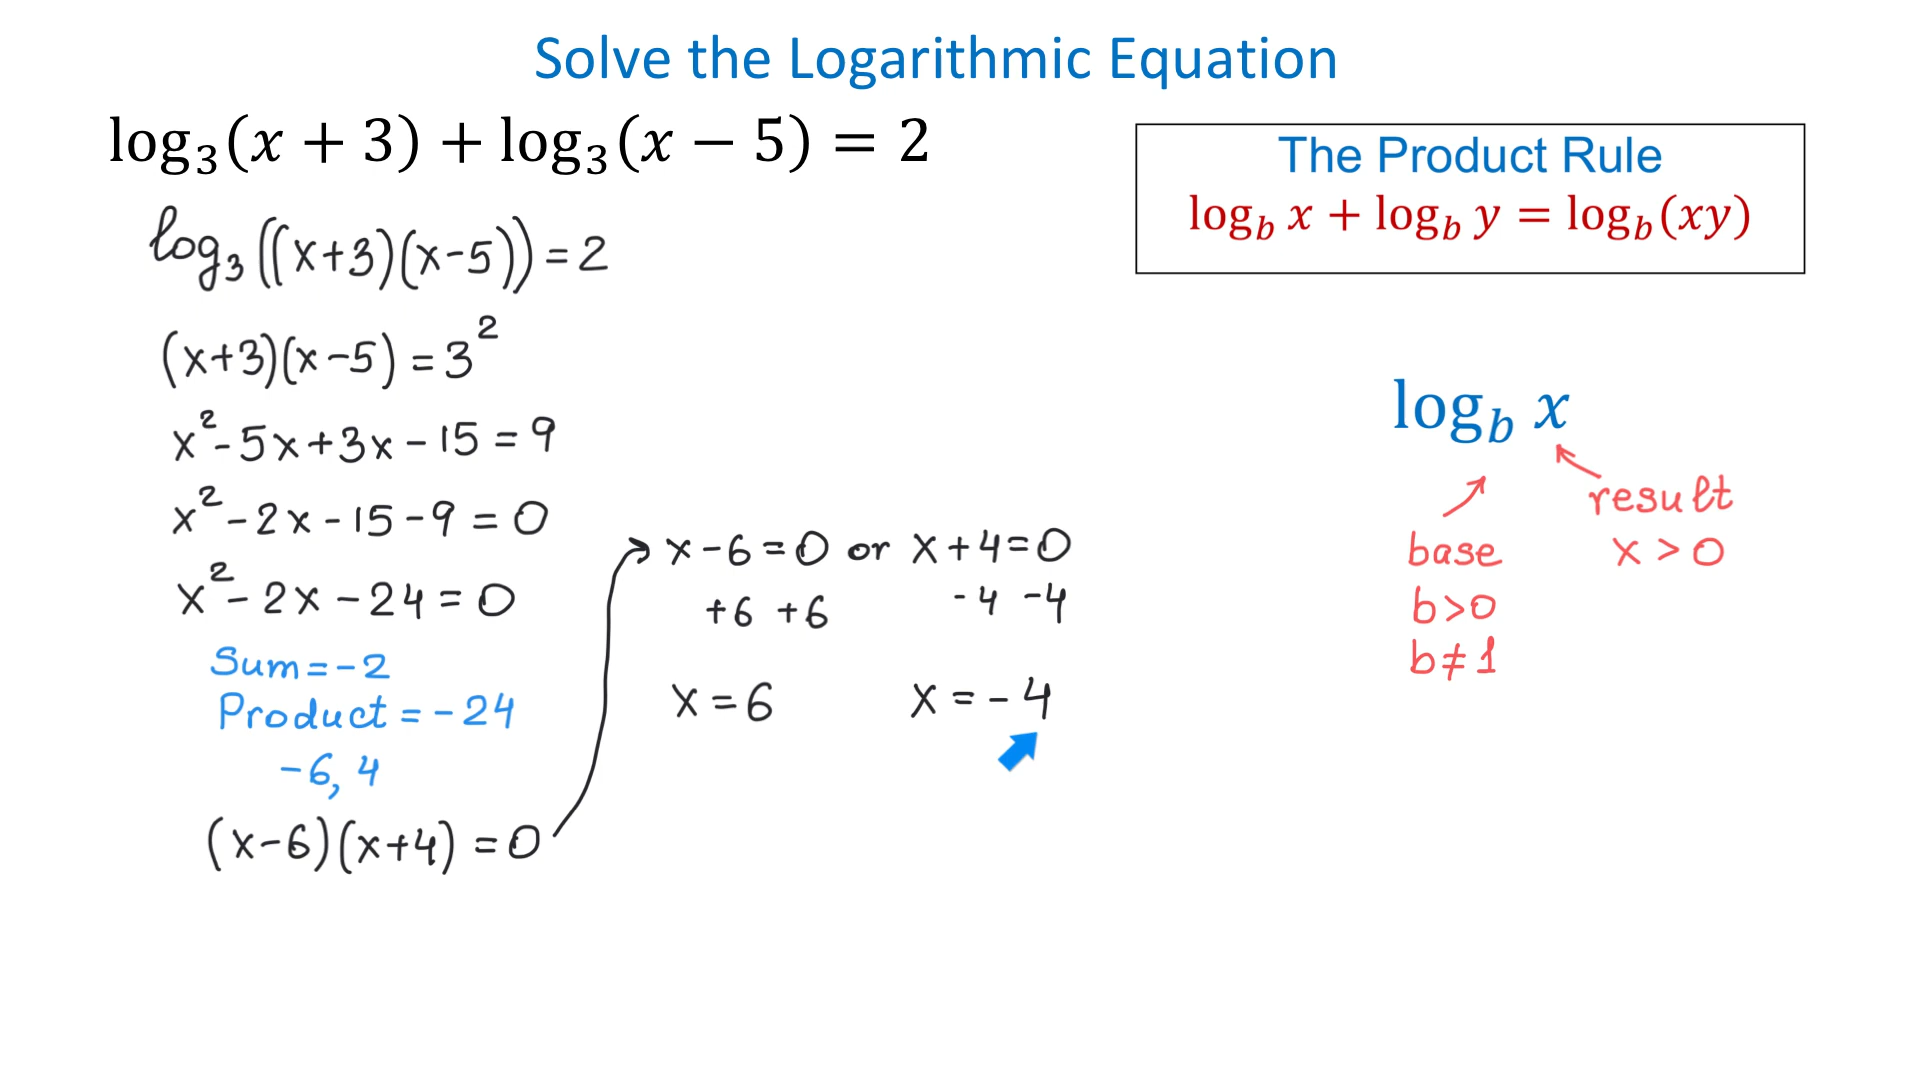 Solve the Logarithmic Equation
log₃(x + 3) + log₃(x − 5) = 2
log₃((x+3)(x-5)) = 2
(x+3)(x-5) = 3²
x² - 5x + 3x - 15 = 9
x² - 2x - 15 - 9 = 0
x² - 2x - 24 = 0
Sum = -2
Product = -24
-6, 4
(x-6)(x+4) = 0
x - 6 = 0 or x + 4 = 0
+6 +6 -4 -4
x = 6 x = -4
The Product Rule
log_b x + log_b y = log_b(xy)
log_b x
result
x > 0
base
b > 0
b ≠ 1